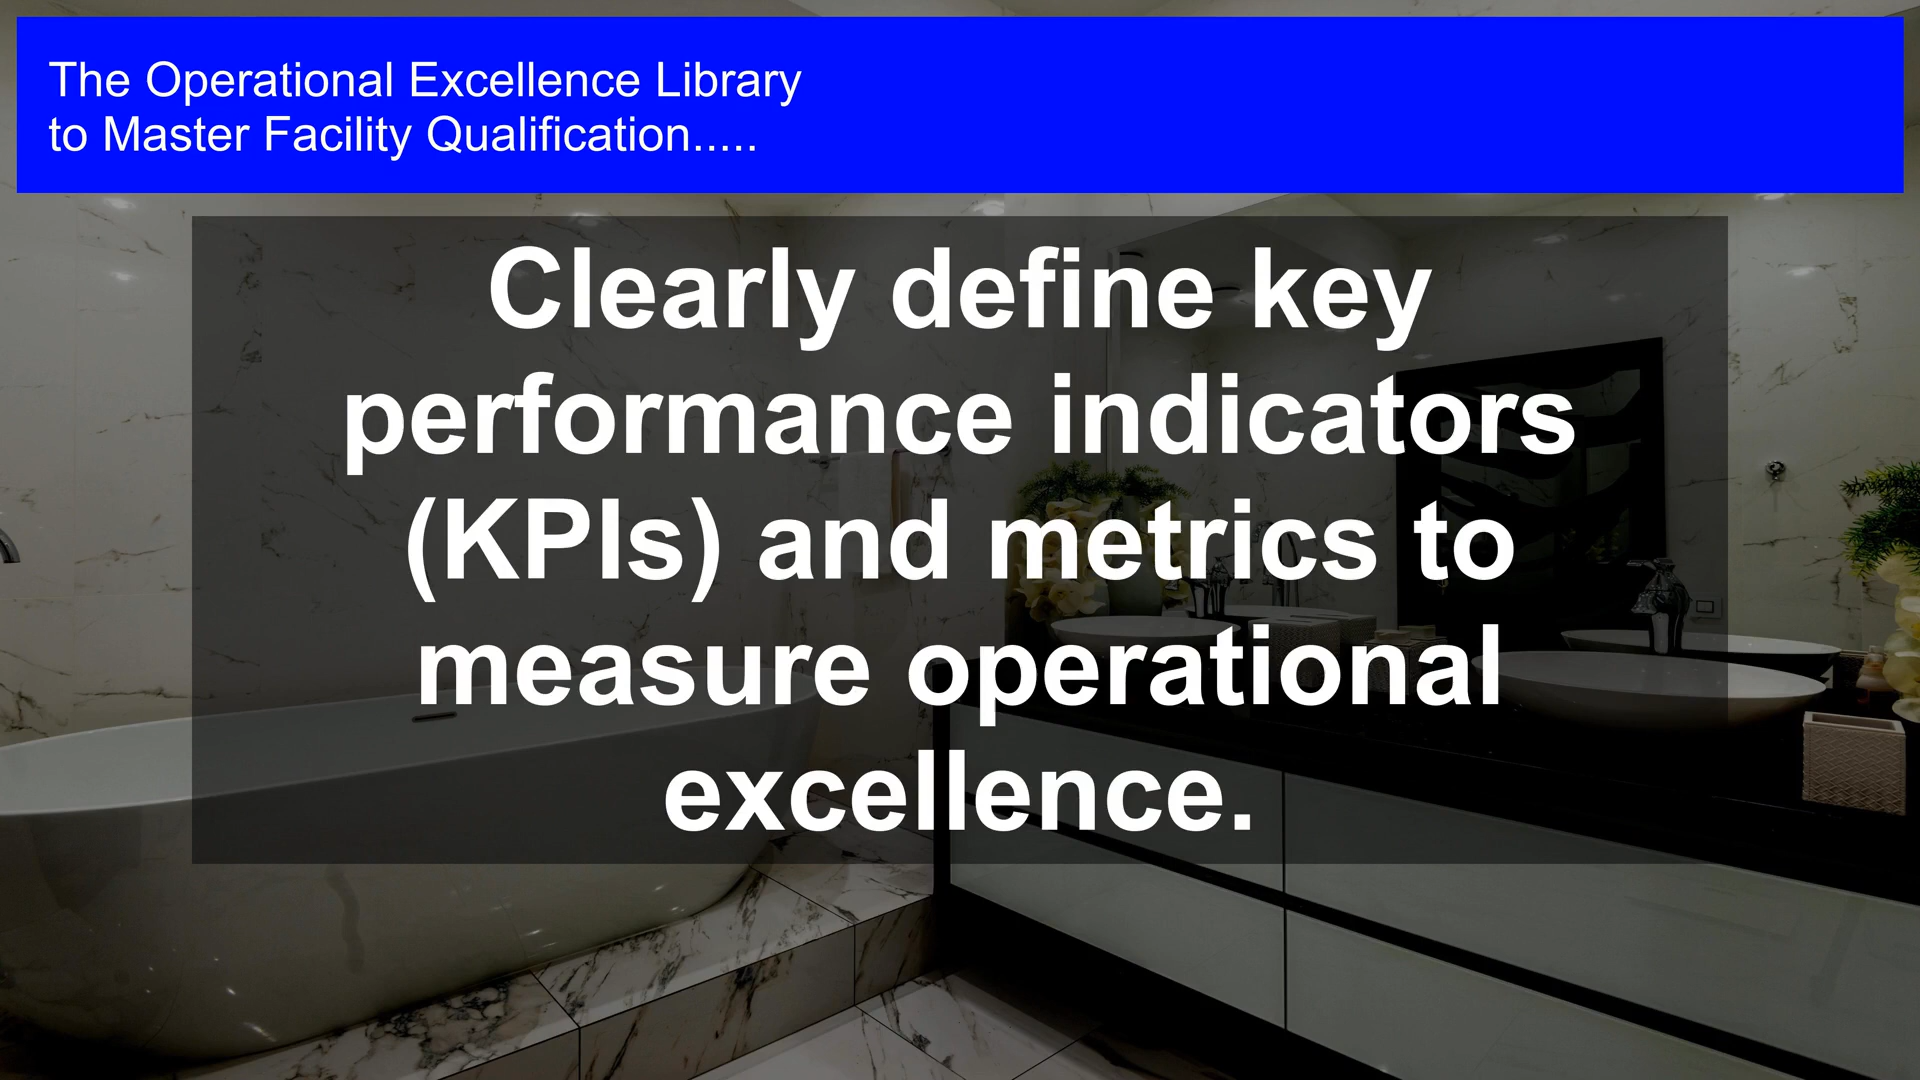 The Operational Excellence Library
to Master Facility Qualification.....
Clearly define key
performance indicators
(KPIs) and metrics to
measure operational
excellence.